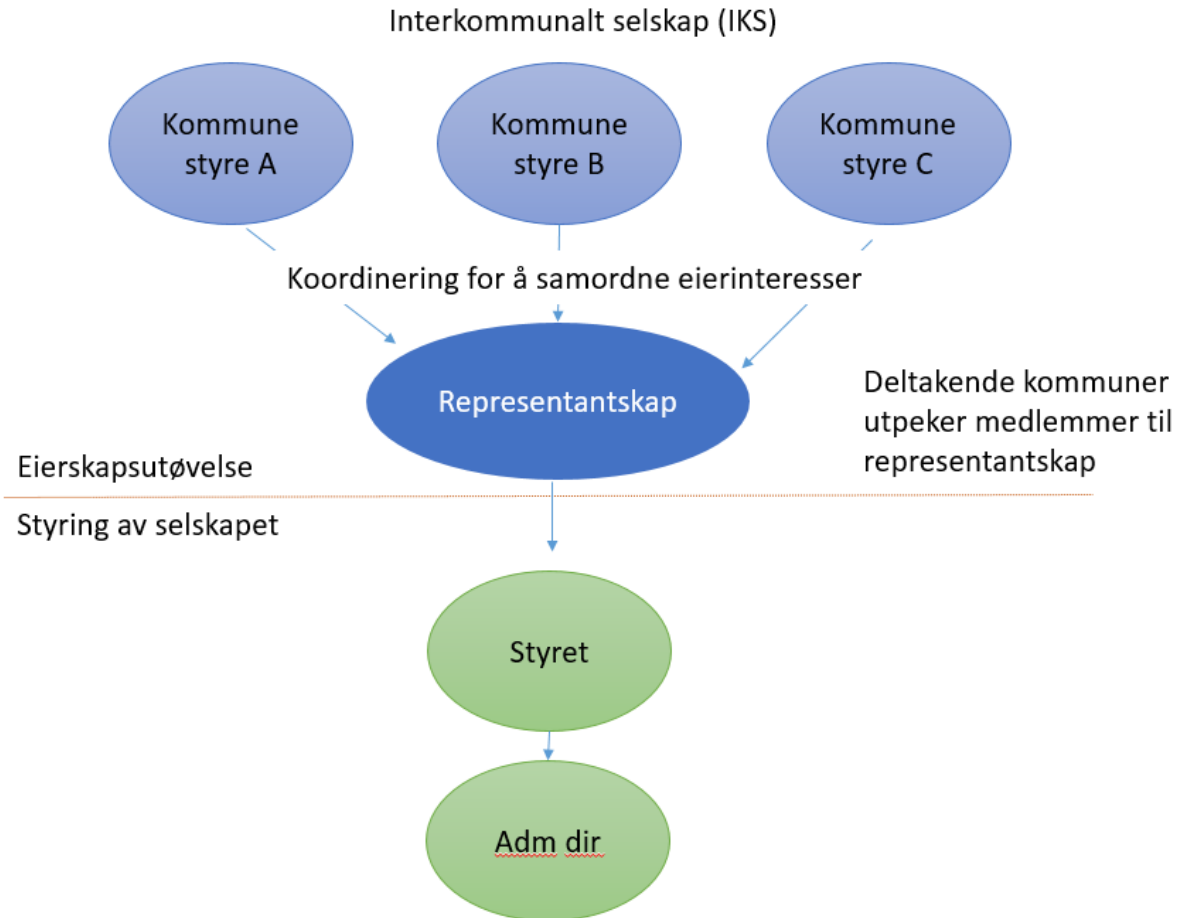 Interkommunalt selskap (IKS)
Kommune
styre A
Kommune
styre B
Kommune
styre C
Koordinering for å samordne eierinteresser
Representantskap
Deltakende kommuner
utpeker medlemmer til
representantskap
Eierskapsutøvelse
Styring av selskapet
Styret
Adm dir